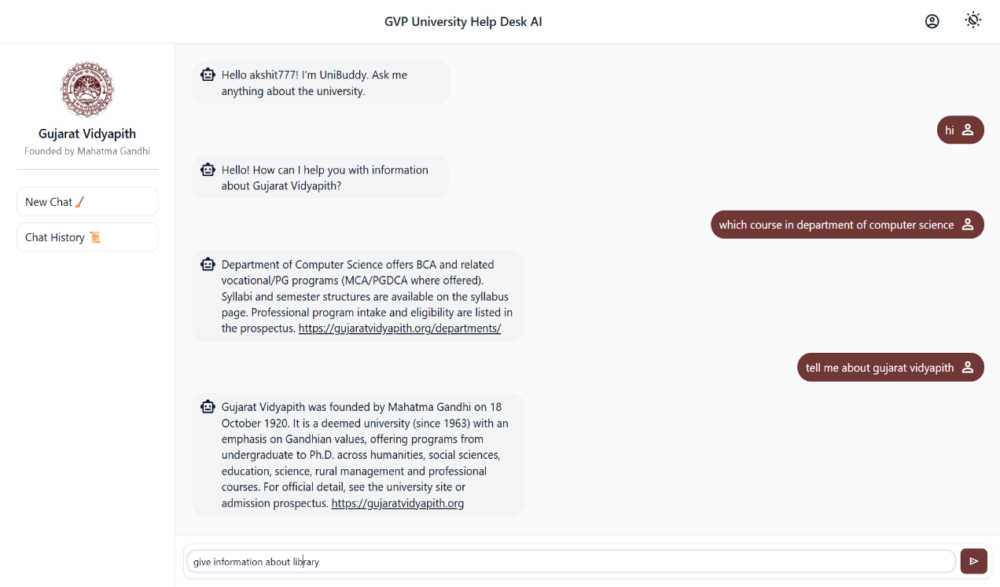 GVP University Help Desk AI
Gujarat Vidyapith
Founded by Mahatma Gandhi
New Chat
Chat History
Hello akshit777! I'm UniBuddy. Ask me
anything about the university.
hi
Hello! How can I help you with information
about Gujarat Vidyapith?
which course in department of computer science
Department of Computer Science offers BCA and related
vocational/PG programs (MCA/PGDCA where offered).
Syllabi and semester structures are available on the syllabus
page. Professional program intake and eligibility are listed in
the prospectus. https://gujaratvidyapith.org/departments/
tell me about gujarat vidyapith
Gujarat Vidyapith was founded by Mahatma Gandhi on 18
October 1920. It is a deemed university (since 1963) with an
emphasis on Gandhian values, offering programs from
undergraduate to Ph.D. across humanities, social sciences,
education, science, rural management and professional
courses. For official detail, see the university site or
admission prospectus. https://gujaratvidyapith.org
give information about library